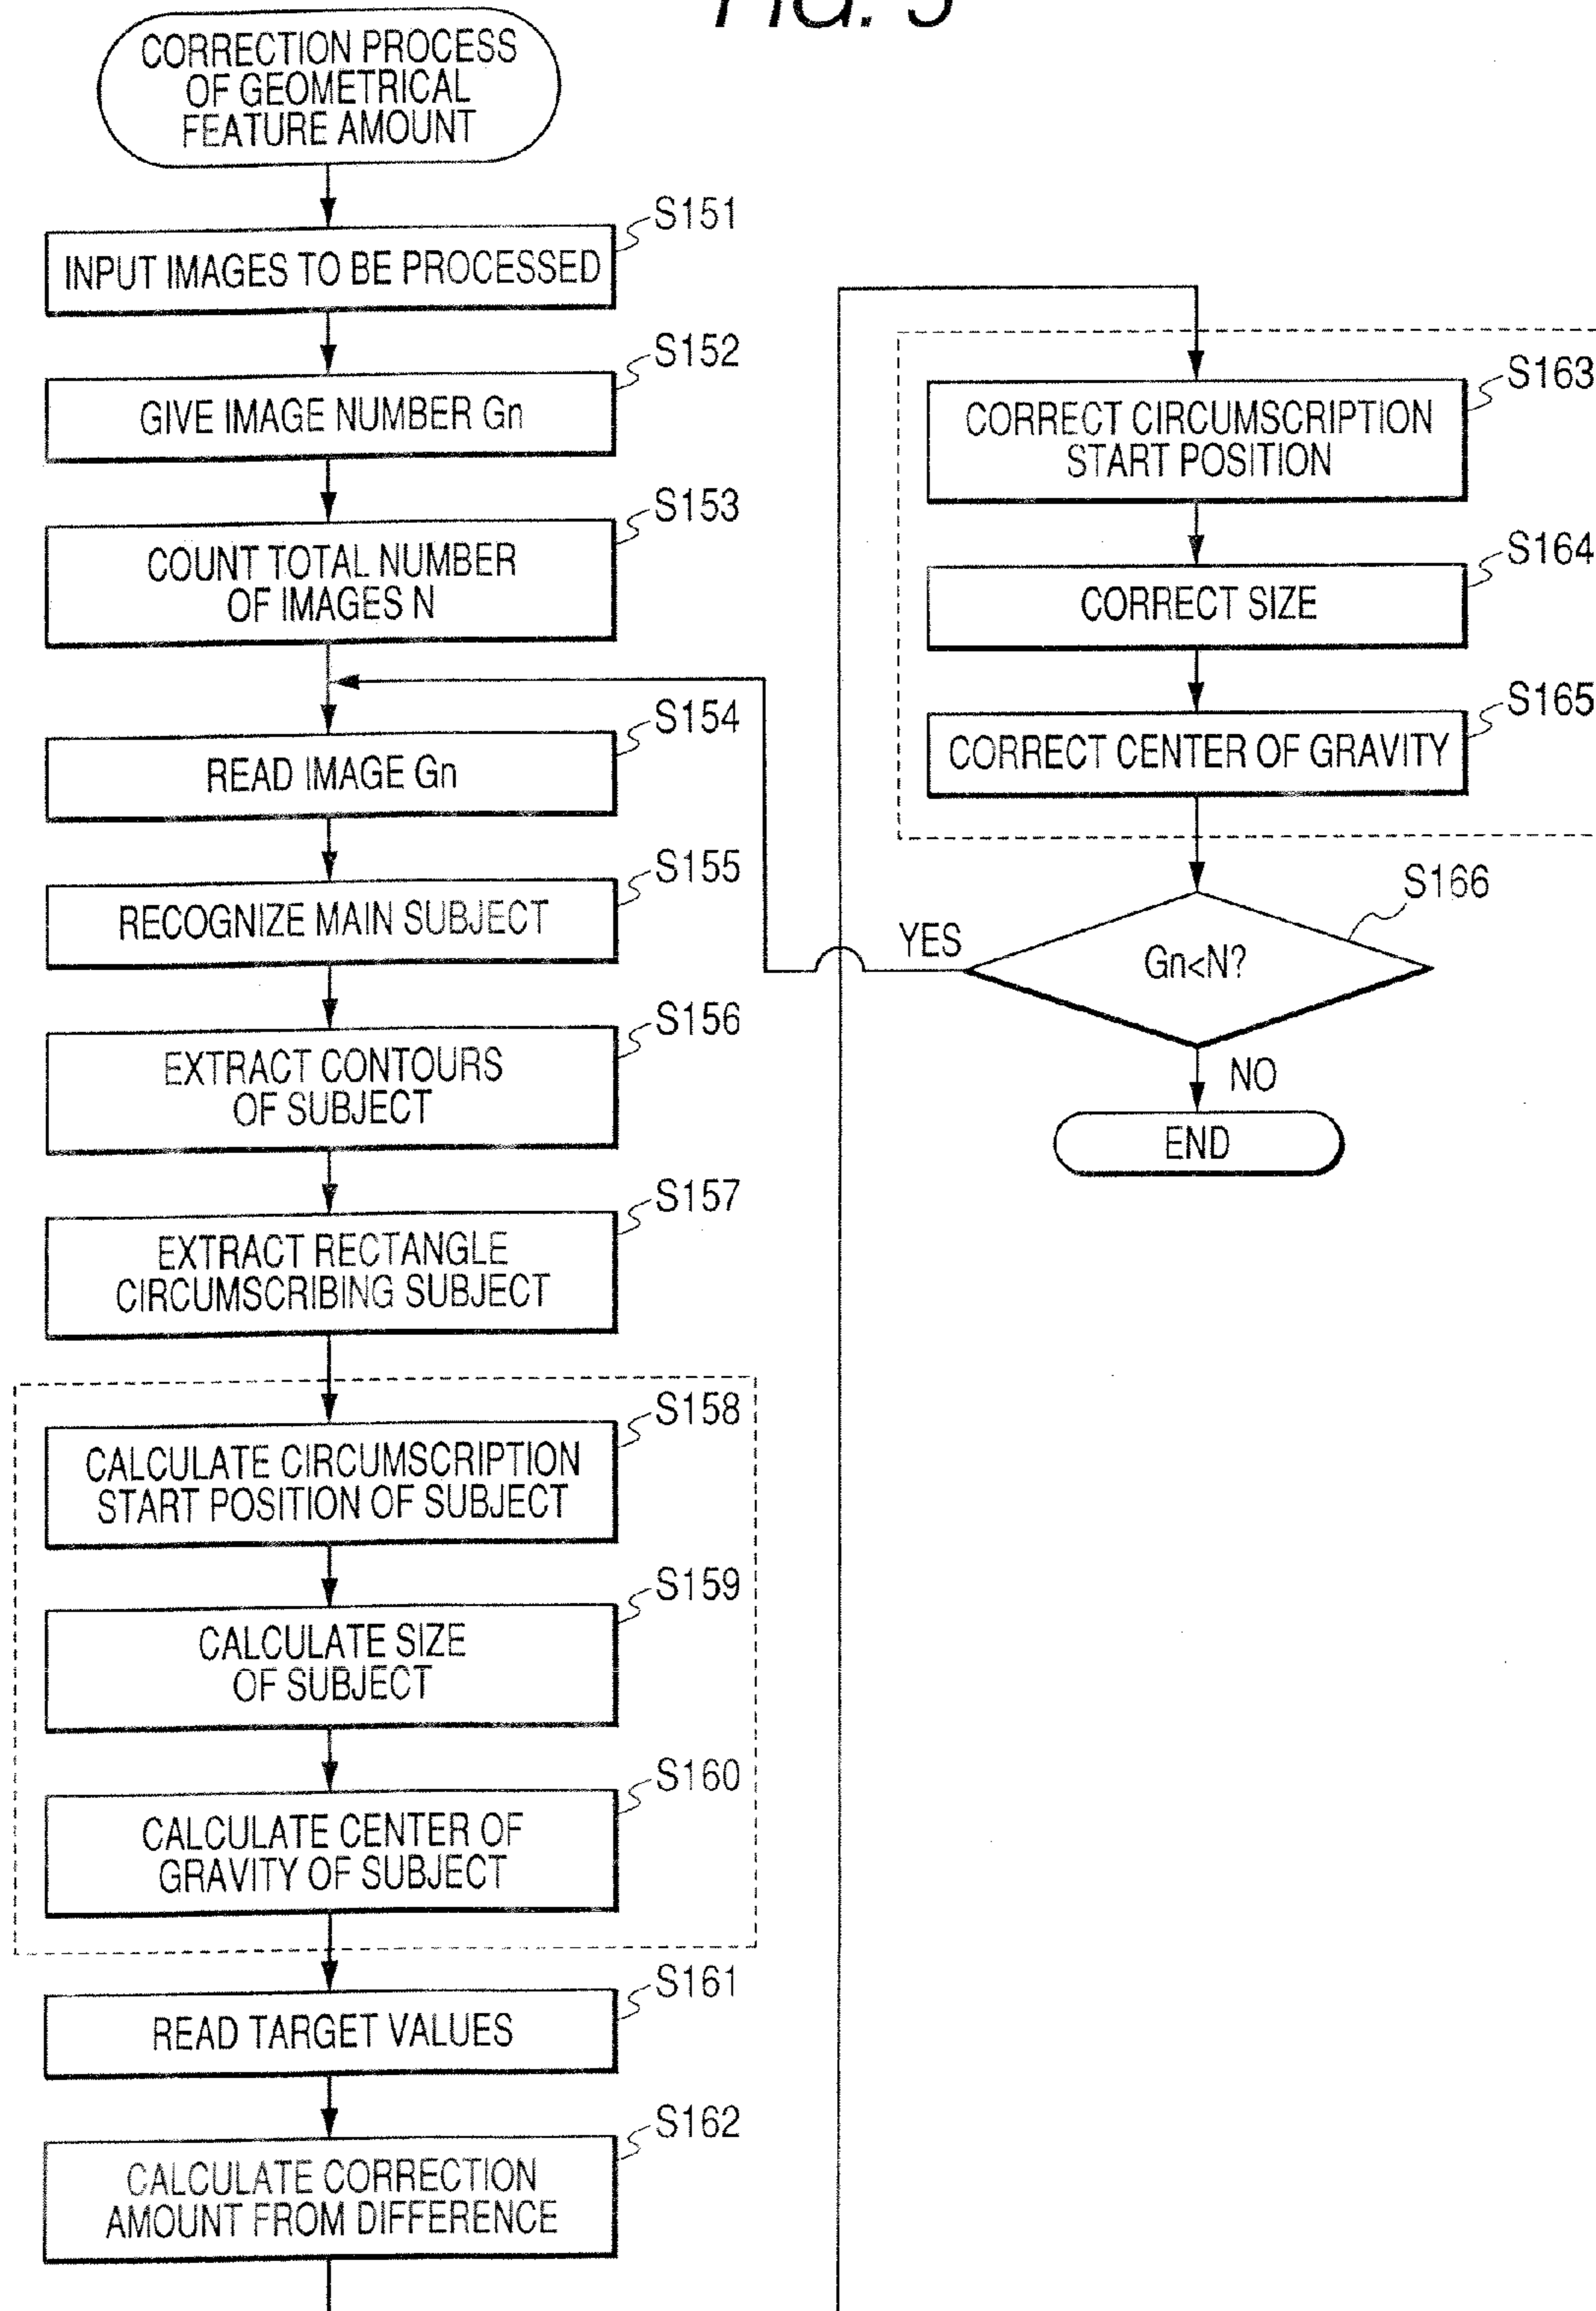 FIG. 5
CORRECTION PROCESS
OF GEOMETRICAL
FEATURE AMOUNT
S151
INPUT IMAGES TO BE PROCESSED
S152
GIVE IMAGE NUMBER Gn
S153
COUNT TOTAL NUMBER
OF IMAGES N
S154
READ IMAGE Gn
S155
RECOGNIZE MAIN SUBJECT
S156
EXTRACT CONTOURS
OF SUBJECT
S157
EXTRACT RECTANGLE
CIRCUMSCRIBING SUBJECT
S158
CALCULATE CIRCUMSCRIPTION
START POSITION OF SUBJECT
S159
CALCULATE SIZE
OF SUBJECT
S160
CALCULATE CENTER OF
GRAVITY OF SUBJECT
S161
READ TARGET VALUES
S162
CALCULATE CORRECTION
AMOUNT FROM DIFFERENCE
S163
CORRECT CIRCUMSCRIPTION
START POSITION
S164
CORRECT SIZE
S165
CORRECT CENTER OF GRAVITY
S166
YES
Gn<N?
NO
END